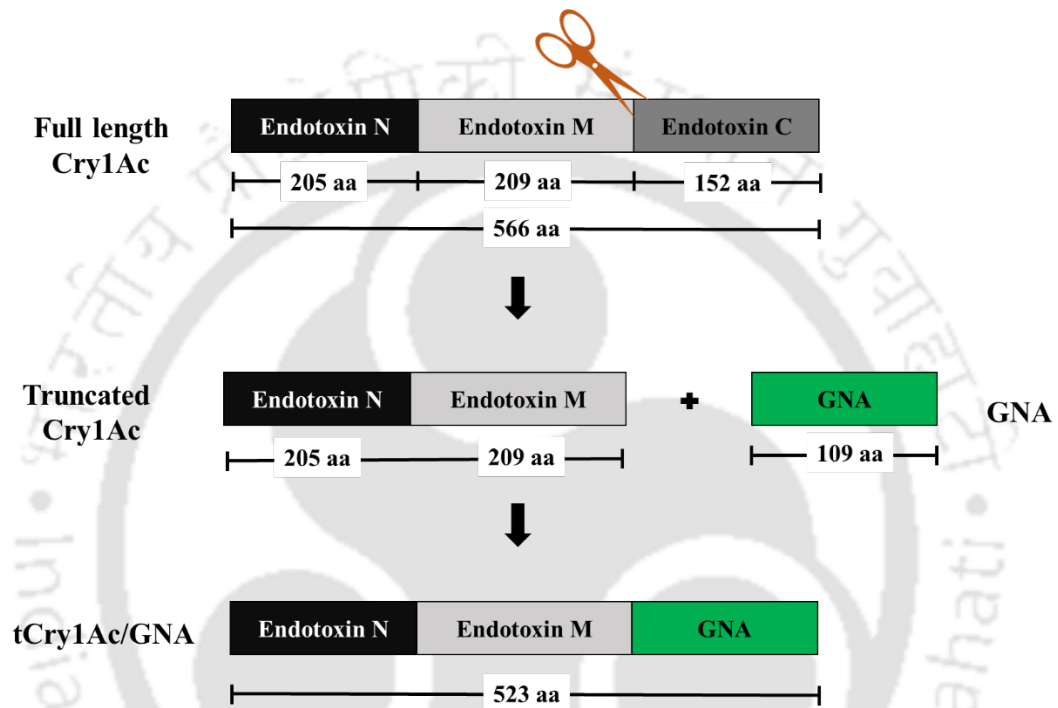 Full length
Cry1Ac
Endotoxin N
Endotoxin M
Endotoxin C
205 aa
209 aa
152 aa
566 aa
Truncated
Cry1Ac
Endotoxin N
Endotoxin M
+
GNA
GNA
205 aa
209 aa
109 aa
tCry1Ac/GNA
Endotoxin N
Endotoxin M
GNA
523 aa